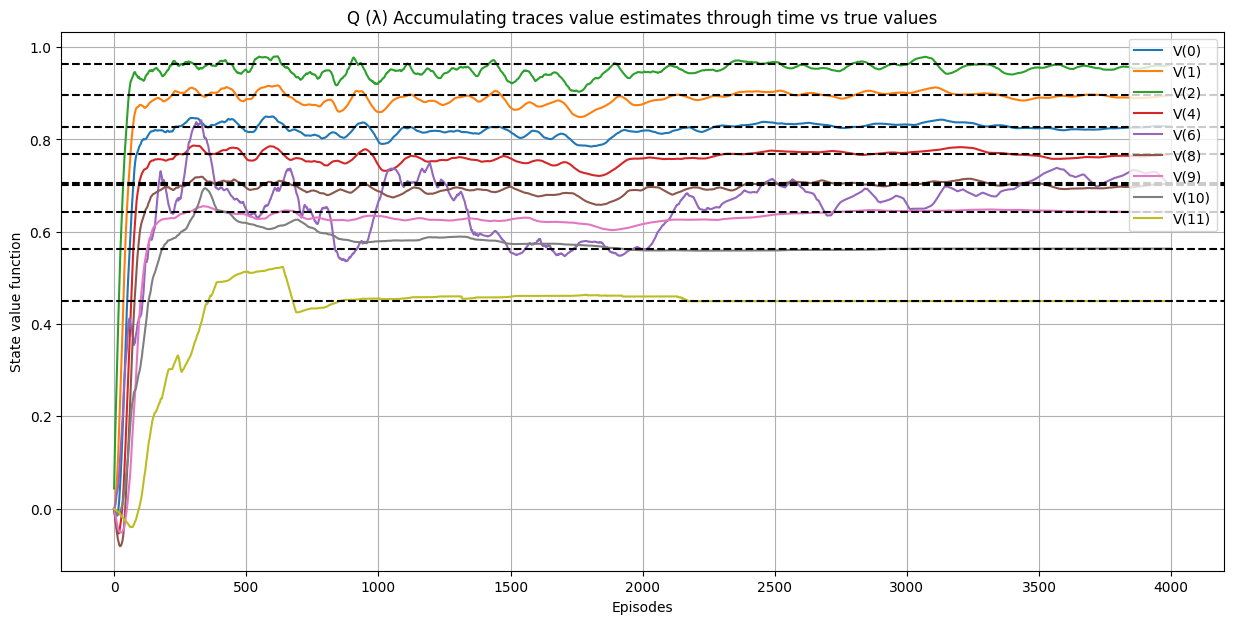 Q (λ) Accumulating traces value estimates through time vs true values
State value function
1.0
0.8
0.6
0.4
0.2
0.0
V(0)
V(1)
V(2)
V(4)
V(6)
V(8)
V(9)
V(10)
V(11)
0 500 1000 1500 2000 2500 3000 3500 4000
Episodes